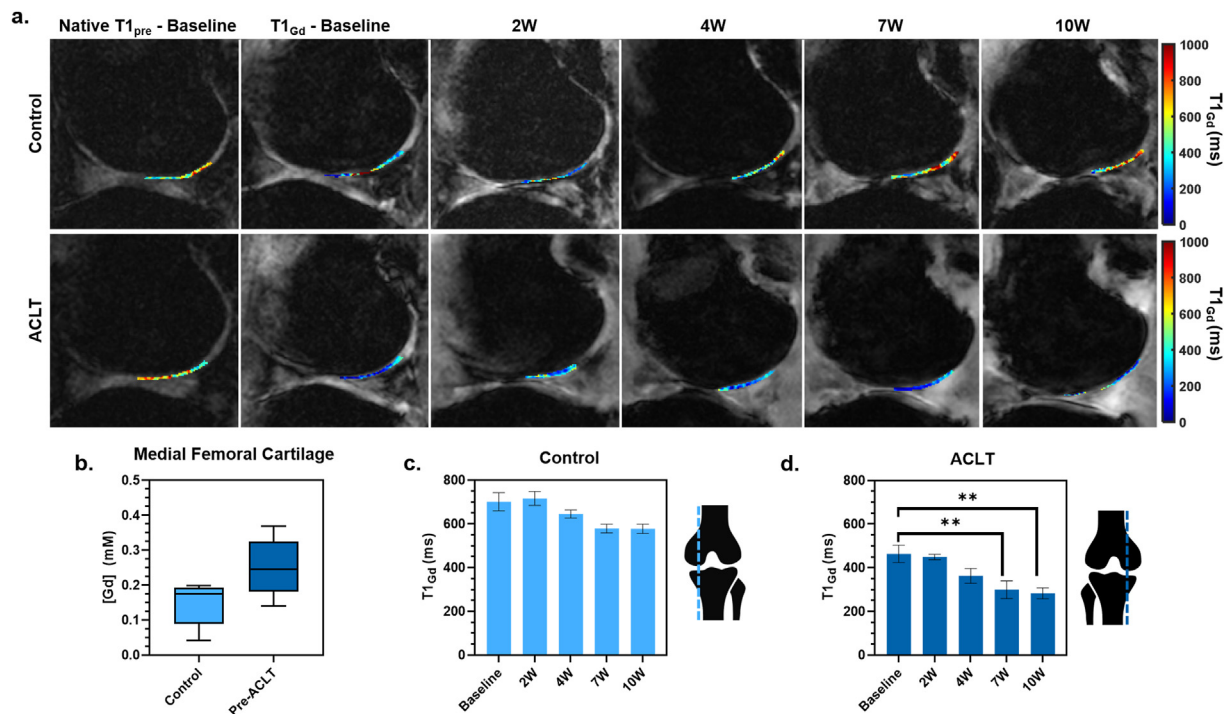 a.
Native T1pre - Baseline
T1Gd - Baseline
2W
4W
7W
10W
Control
1000
800
600
400
200
0
T1Gd (ms)
ACLT
1000
800
600
400
200
0
T1Gd (ms)
b.
Medial Femoral Cartilage
[Gd] (mM)
0.5
0.4
0.3
0.2
0.1
0.0
Control
Pre-ACLT
c.
Control
T1Gd (ms)
800
600
400
200
0
Baseline
2W
4W
7W
10W
d.
ACLT
T1Gd (ms)
800
600
400
200
0
**
**
Baseline
2W
4W
7W
10W